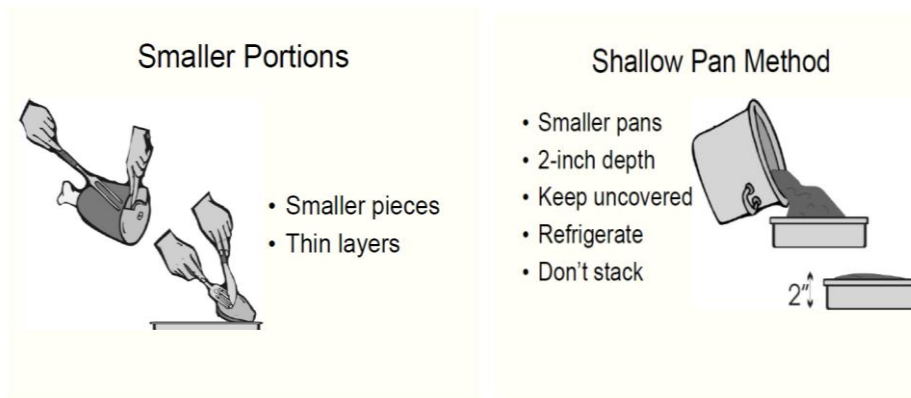 Smaller Portions
• Smaller pieces
• Thin layers
Shallow Pan Method
• Smaller pans
• 2-inch depth
• Keep uncovered
• Refrigerate
• Don't stack
2"